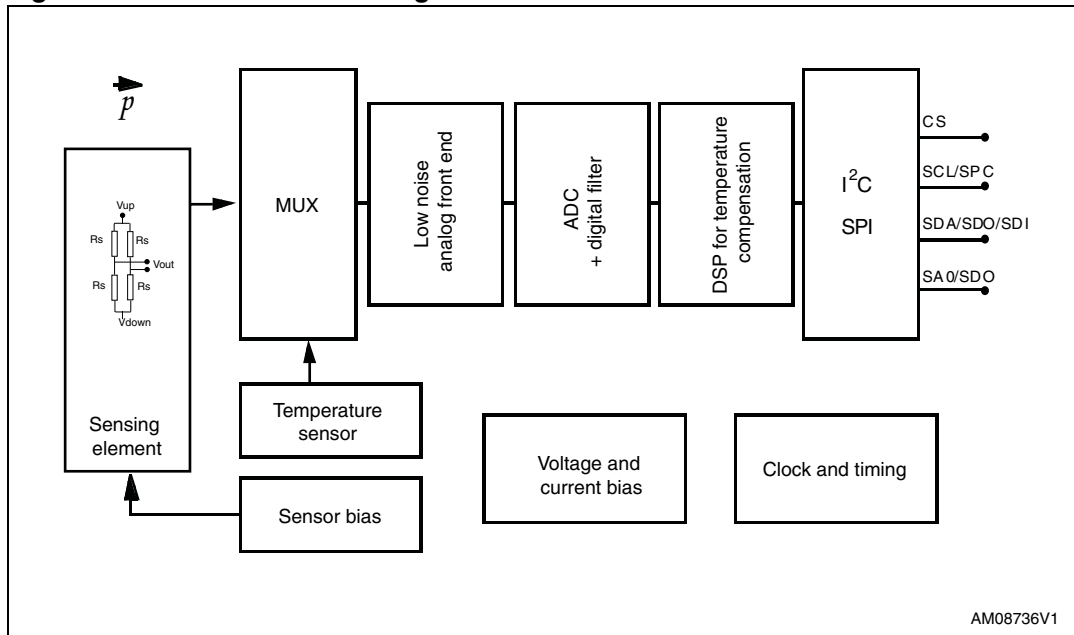 p
Vup
Rs Rs
Vout
Rs Rs
Vdown
Sensing
element
MUX
Temperature
sensor
Sensor bias
Low noise
analog front end
ADC
+ digital filter
DSP for temperature
compensation
I²C
SPI
CS
SCL/SPC
SDA/SDO/SDI
SA0/SDO
Voltage and
current bias
Clock and timing
AM08736V1